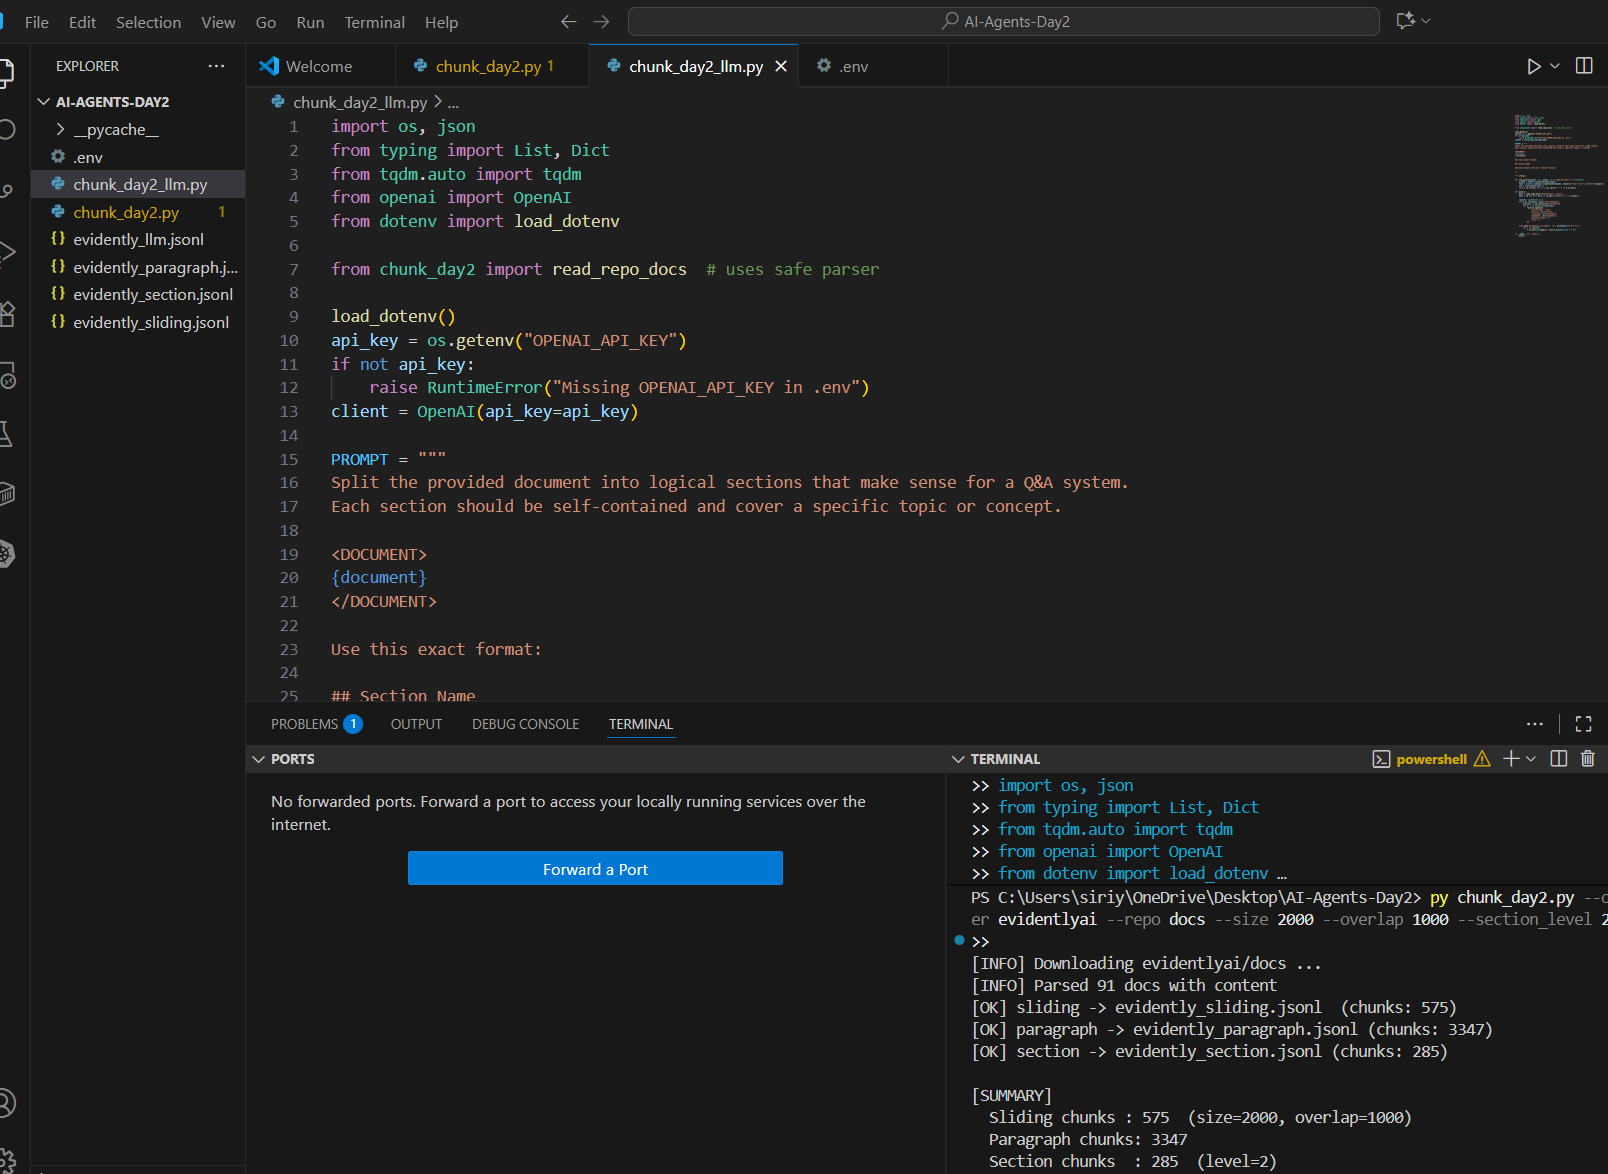 File Edit Selection View Go Run Terminal Help
AI-Agents-Day2
EXPLORER
AI-AGENTS-DAY2
__pycache__
.env
chunk_day2_llm.py
chunk_day2.py 1
evidently_llm.jsonl
evidently_paragraph.j...
evidently_section.jsonl
evidently_sliding.jsonl
Welcome
chunk_day2.py 1
chunk_day2_llm.py
.env
chunk_day2_llm.py > ...
1 import os, json
2 from typing import List, Dict
3 from tqdm.auto import tqdm
4 from openai import OpenAI
5 from dotenv import load_dotenv
6
7 from chunk_day2 import read_repo_docs  # uses safe parser
8
9 load_dotenv()
10 api_key = os.getenv("OPENAI_API_KEY")
11 if not api_key:
12     raise RuntimeError("Missing OPENAI_API_KEY in .env")
13 client = OpenAI(api_key=api_key)
14
15 PROMPT = """
16 Split the provided document into logical sections that make sense for a Q&A system.
17 Each section should be self-contained and cover a specific topic or concept.
18
19 <DOCUMENT>
20 {document}
21 </DOCUMENT>
22
23 Use this exact format:
24
25 ## Section Name
PROBLEMS 1 OUTPUT DEBUG CONSOLE TERMINAL
PORTS
No forwarded ports. Forward a port to access your locally running services over the
internet.
Forward a Port
TERMINAL
powershell
>> import os, json
>> from typing import List, Dict
>> from tqdm.auto import tqdm
>> from openai import OpenAI
>> from dotenv import load_dotenv …
PS C:\Users\siriy\OneDrive\Desktop\AI-Agents-Day2> py chunk_day2.py --o
er evidentlyai --repo docs --size 2000 --overlap 1000 --section_level 2
>>
[INFO] Downloading evidentlyai/docs ...
[INFO] Parsed 91 docs with content
[OK] sliding -> evidently_sliding.jsonl  (chunks: 575)
[OK] paragraph -> evidently_paragraph.jsonl (chunks: 3347)
[OK] section -> evidently_section.jsonl (chunks: 285)
[SUMMARY]
Sliding chunks : 575  (size=2000, overlap=1000)
Paragraph chunks: 3347
Section chunks  : 285  (level=2)